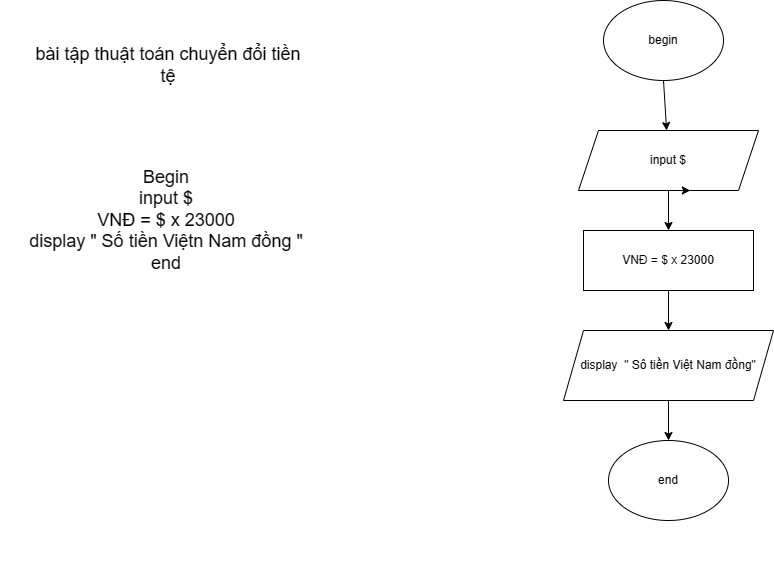 bài tập thuật toán chuyển đổi tiền
tệ
Begin
input $
VNĐ = $ x 23000
display " Số tiền Việtn Nam đồng "
end
begin
input $
VNĐ = $ x 23000
display " Số tiền Việt Nam đồng"
end